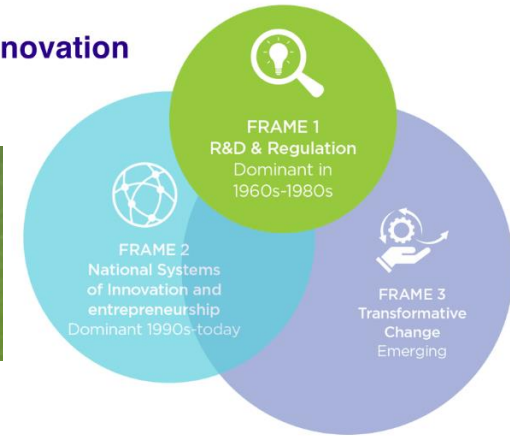 novation
FRAME 1
R&D & Regulation
Dominant in
1960s-1980s
FRAME 2
National Systems
of Innovation and
entrepreneurship
Dominant 1990s-today
FRAME 3
Transformative
Change
Emerging